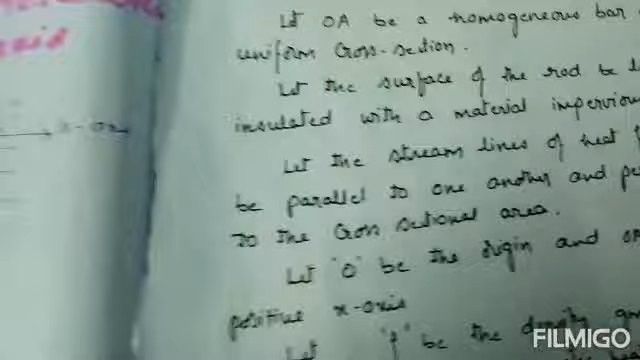 Let OA be a homogeneous bar
uniform Cross-section.
Let the surface of the rod be
insulated with a material
Let the stream lines of heat
be parallel to one another and
to the Cross sectional area.
Let 'O' be the origin and OA
positive x-axis
Let "ρ" be the density
FILMIGO